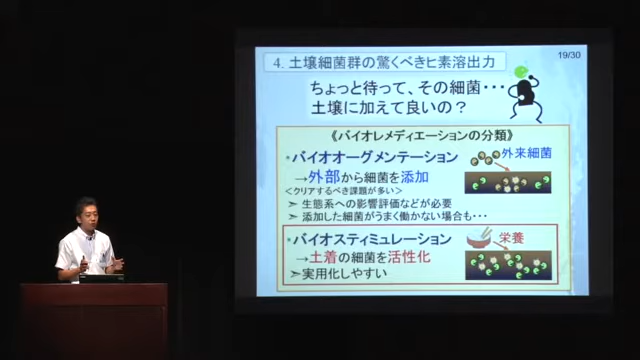 19/30
4. 土壌細菌群の驚くべきヒ素溶出力
ちょっと待って、その細菌・・・
土壌に加えて良いの？
《バイオレメディエーションの分類》
*バイオオーグメンテーション
→外部から細菌を添加
<クリアするべき課題が多い>
➣ 生態系への影響評価などが必要
➣ 添加した細菌がうまく働かない場合も・・・
外来細菌
*バイオスティミュレーション
→土着の細菌を活性化
➣実用化しやすい
栄養